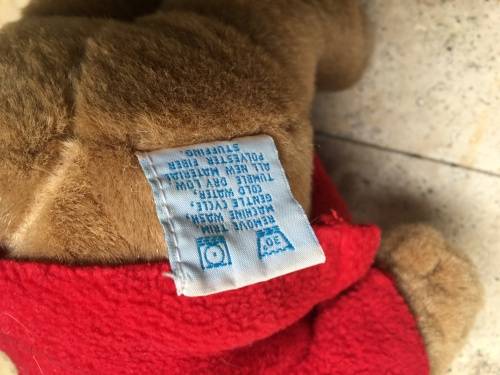 30°
REMOVE TRIM
MACHINE WASH,
GENTLE CYCLE,
COLD WATER,
TUMBLE DRY LOW
ALL NEW MATERIAL
POLYESTER FIBER
STUFFING.